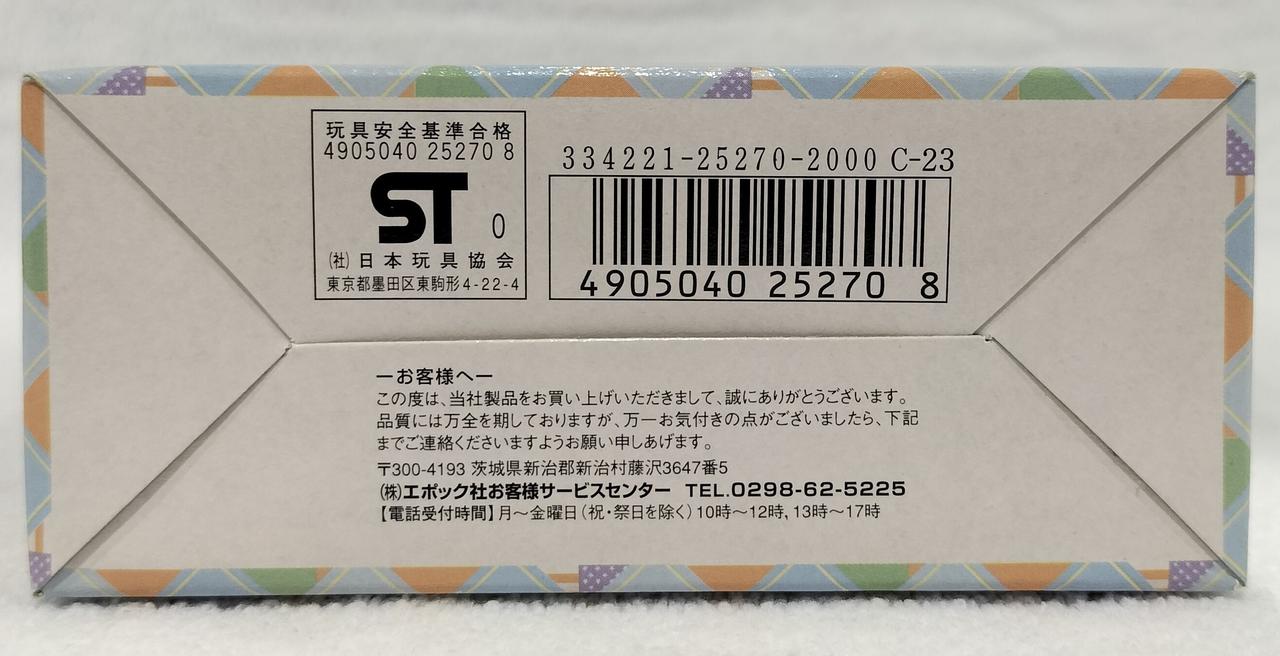 玩具安全基準合格
4905040 25270 8
ST 0
(社)日本玩具協会
東京都墨田区東駒形4-22-4
334221-25270-2000 C-23
4905040 25270 8
ーお客様へー
この度は、当社製品をお買い上げいただきまして、誠にありがとうございます。
品質には万全を期しておりますが、万一お気付きの点がございましたら、下記
までご連絡くださいますようお願い申しあげます。
〒300-4193 茨城県新治郡新治村藤沢3647番5
(株)エポック社お客様サービスセンター TEL.0298-62-5225
【電話受付時間】月～金曜日(祝・祭日を除く)10時～12時,13時～17時